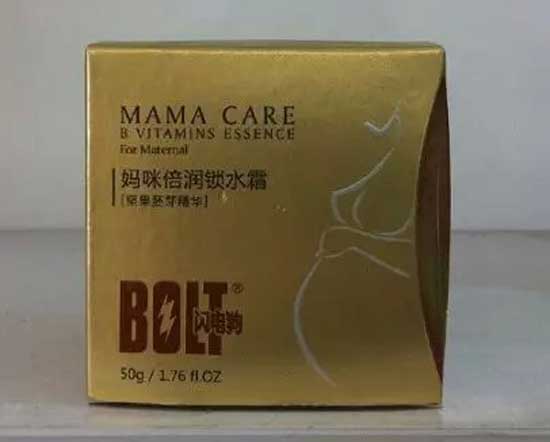 MAMA CARE
B VITAMINS ESSENCE
For Maternal
妈咪倍润锁水霜
[坚果胚芽精华]
BOLT®
闪电狗
50g / 1.76 fl.OZ